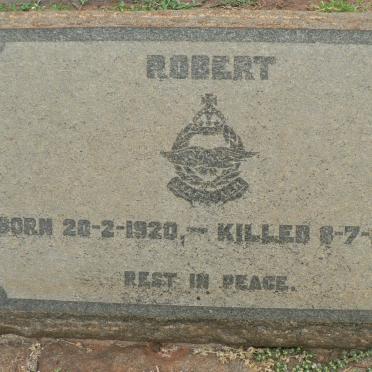 ROBERT
BORN 20-2-1920, — KILLED 8-7-
REST IN PEACE.